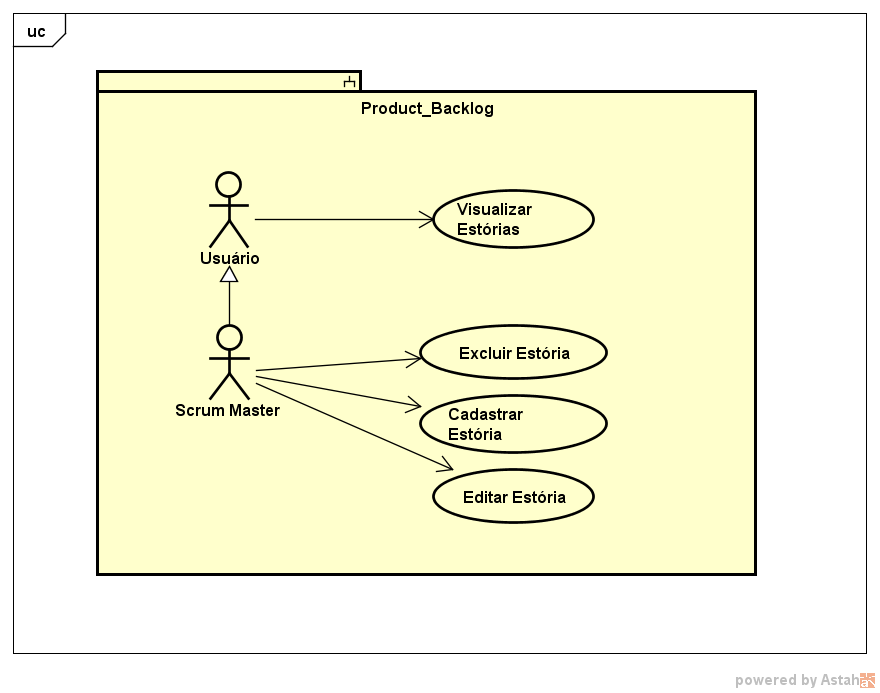 uc
Product_Backlog
Visualizar
Estórias
Usuário
Excluir Estória
Scrum Master
Cadastrar
Estória
Editar Estória
powered by Astah